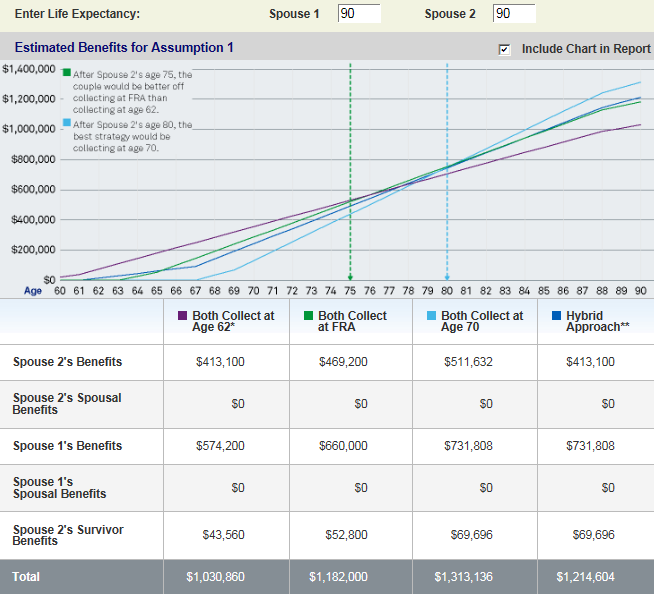 Enter Life Expectancy: Spouse 1 90 Spouse 2 90
Estimated Benefits for Assumption 1 Include Chart in Report
$1,400,000
$1,200,000
$1,000,000
$800,000
$600,000
$400,000
$200,000
$0
After Spouse 2's age 75, the
couple would be better off
collecting at FRA than
collecting at age 62.
After Spouse 2's age 80, the
best strategy would be
collecting at age 70.
Age 60 61 62 63 64 65 66 67 68 69 70 71 72 73 74 75 76 77 78 79 80 81 82 83 84 85 86 87 88 89 90
Both Collect at
Age 62*
Both Collect
at FRA
Both Collect at
Age 70
Hybrid
Approach**
Spouse 2's Benefits $413,100 $469,200 $511,632 $413,100
Spouse 2's Spousal
Benefits
$0 $0 $0 $0
Spouse 1's Benefits $574,200 $660,000 $731,808 $731,808
Spouse 1's
Spousal Benefits
$0 $0 $0 $0
Spouse 2's Survivor
Benefits
$43,560 $52,800 $69,696 $69,696
Total $1,030,860 $1,182,000 $1,313,136 $1,214,604